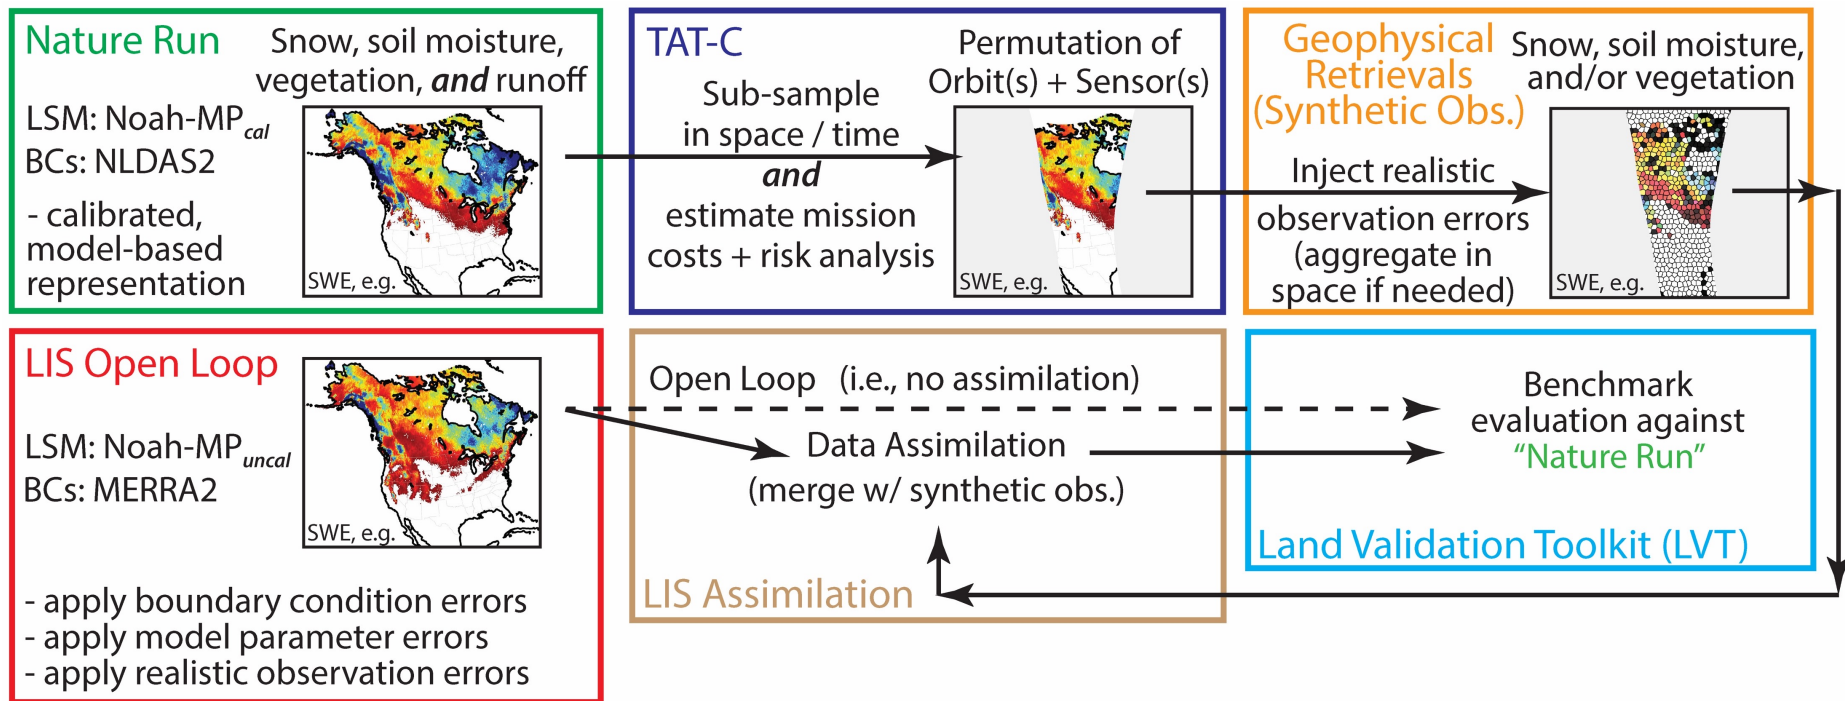 Nature Run
Snow, soil moisture,
vegetation, and runoff
LSM: Noah-MPcal
BCs: NLDAS2
- calibrated,
model-based
representation
SWE, e.g.
TAT-C
Sub-sample
in space / time
and
estimate mission
costs + risk analysis
Permutation of
Orbit(s) + Sensor(s)
SWE, e.g.
Geophysical
Retrievals
(Synthetic Obs.)
Snow, soil moisture,
and/or vegetation
Inject realistic
observation errors
(aggregate in
space if needed)
SWE, e.g.
LIS Open Loop
LSM: Noah-MPuncal
BCs: MERRA2
SWE, e.g.
- apply boundary condition errors
- apply model parameter errors
- apply realistic observation errors
Open Loop (i.e., no assimilation)
Data Assimilation
(merge w/ synthetic obs.)
LIS Assimilation
Benchmark
evaluation against
“Nature Run”
Land Validation Toolkit (LVT)